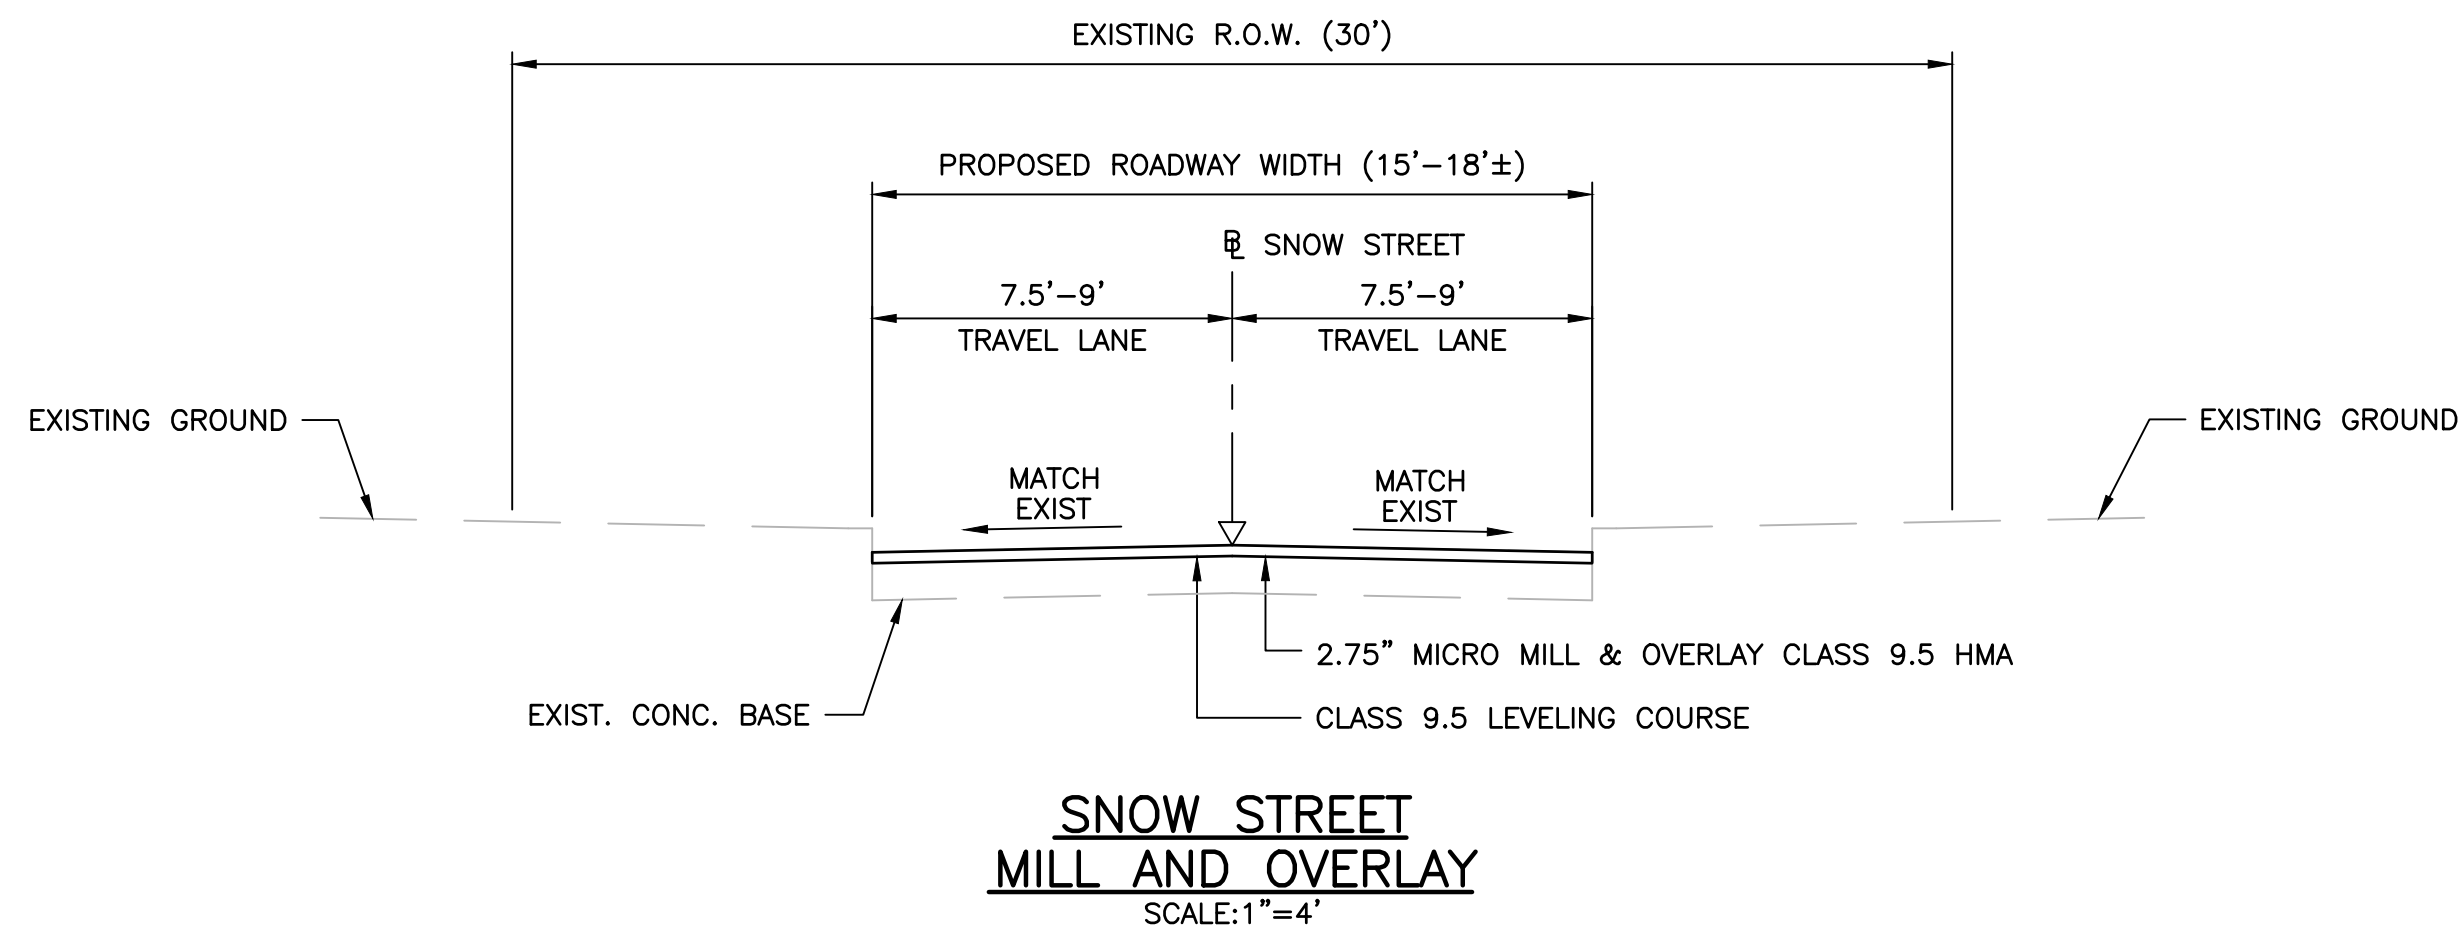 EXISTING R.O.W. (30')
PROPOSED ROADWAY WIDTH (15'-18'±)
BL SNOW STREET
7.5'-9'
TRAVEL LANE
7.5'-9'
TRAVEL LANE
EXISTING GROUND
EXISTING GROUND
MATCH
EXIST
MATCH
EXIST
2.75" MICRO MILL & OVERLAY CLASS 9.5 HMA
EXIST. CONC. BASE
CLASS 9.5 LEVELING COURSE
SNOW STREET
MILL AND OVERLAY
SCALE:1"=4'